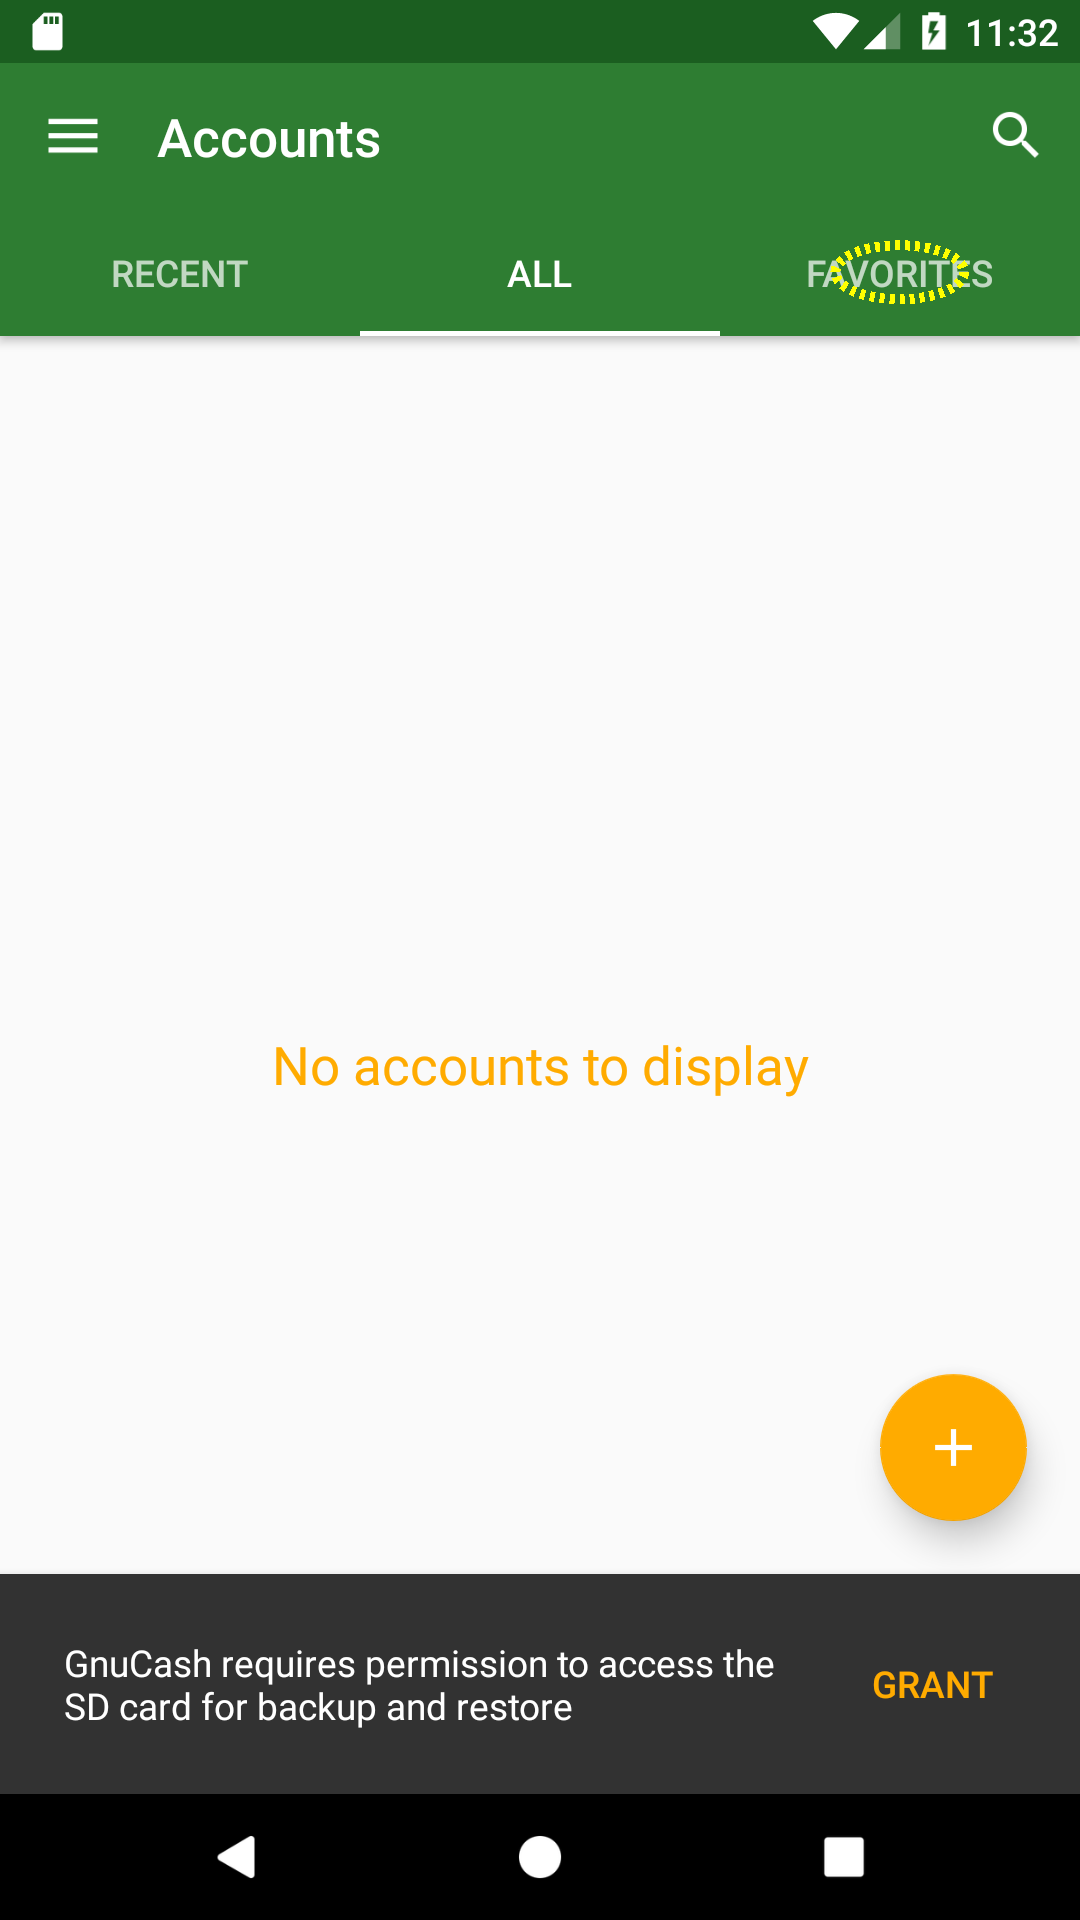 11:32
Accounts
RECENT
ALL
FAVORITES
No accounts to display
GnuCash requires permission to access the
SD card for backup and restore
GRANT